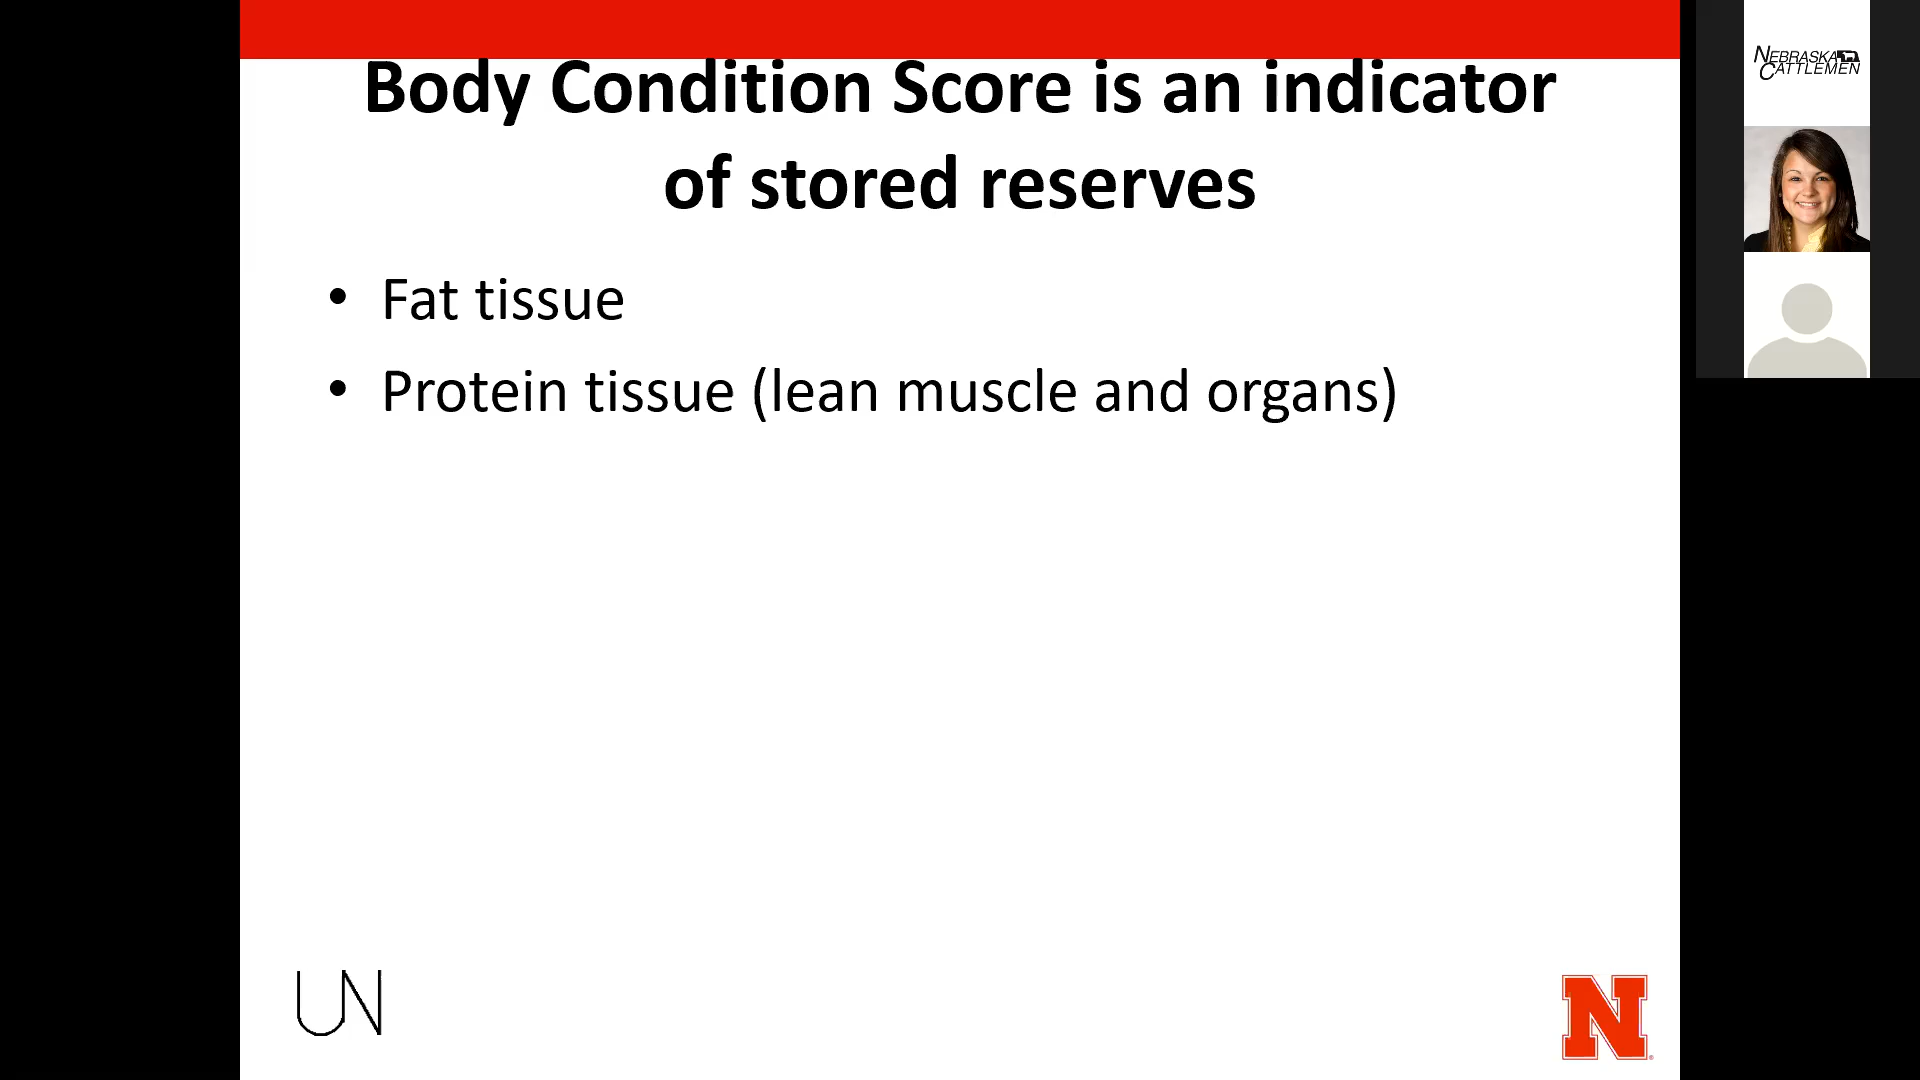 Body Condition Score is an indicator
of stored reserves
• Fat tissue
• Protein tissue (lean muscle and organs)
UN
N
NEBRASKA
CATTLEMEN